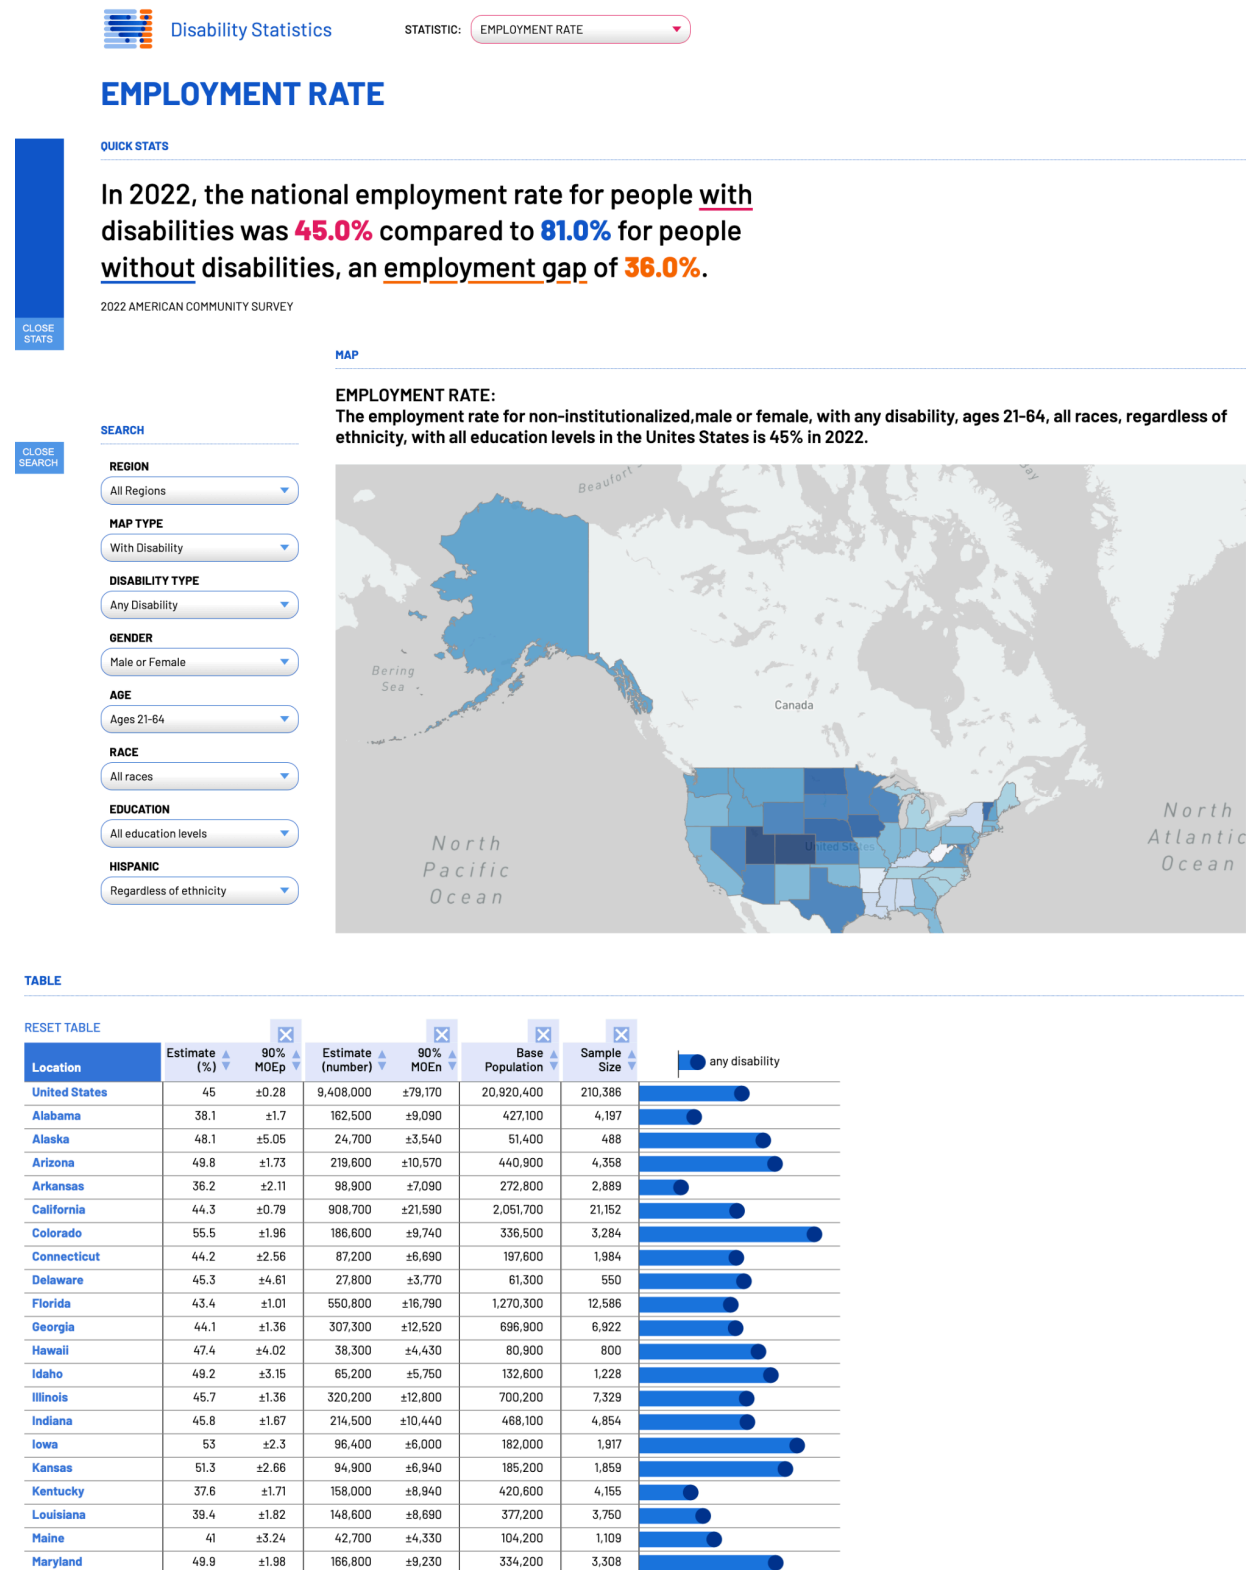 Disability Statistics
STATISTIC: EMPLOYMENT RATE
EMPLOYMENT RATE
QUICK STATS
In 2022, the national employment rate for people with
disabilities was 45.0% compared to 81.0% for people
without disabilities, an employment gap of 36.0%.
2022 AMERICAN COMMUNITY SURVEY
CLOSE
STATS
MAP
EMPLOYMENT RATE:
The employment rate for non-institutionalized,male or female, with any disability, ages 21-64, all races, regardless of
ethnicity, with all education levels in the Unites States is 45% in 2022.
SEARCH
CLOSE
SEARCH
REGION
All Regions
MAP TYPE
With Disability
DISABILITY TYPE
Any Disability
GENDER
Male or Female
AGE
Ages 21-64
RACE
All races
EDUCATION
All education levels
HISPANIC
Regardless of ethnicity
Beaufort
Bay
Bering
Sea
Canada
North
Pacific
Ocean
United States
North
Atlantic
Ocean
TABLE
RESET TABLE
Location Estimate (%) 90% MOEp Estimate (number) 90% MOEn Base Population Sample Size any disability
United States 45 ±0.28 9,408,000 ±79,170 20,920,400 210,386
Alabama 38.1 ±1.7 162,500 ±9,090 427,100 4,197
Alaska 48.1 ±5.05 24,700 ±3,540 51,400 488
Arizona 49.8 ±1.73 219,600 ±10,570 440,900 4,358
Arkansas 36.2 ±2.11 98,900 ±7,090 272,800 2,889
California 44.3 ±0.79 908,700 ±21,590 2,051,700 21,152
Colorado 55.5 ±1.96 186,600 ±9,740 336,500 3,284
Connecticut 44.2 ±2.56 87,200 ±6,690 197,600 1,984
Delaware 45.3 ±4.61 27,800 ±3,770 61,300 550
Florida 43.4 ±1.01 550,800 ±16,790 1,270,300 12,586
Georgia 44.1 ±1.36 307,300 ±12,520 696,900 6,922
Hawaii 47.4 ±4.02 38,300 ±4,430 80,900 800
Idaho 49.2 ±3.15 65,200 ±5,750 132,600 1,228
Illinois 45.7 ±1.36 320,200 ±12,800 700,200 7,329
Indiana 45.8 ±1.67 214,500 ±10,440 468,100 4,854
Iowa 53 ±2.3 96,400 ±6,000 182,000 1,917
Kansas 51.3 ±2.66 94,900 ±6,940 185,200 1,859
Kentucky 37.6 ±1.71 158,000 ±8,940 420,600 4,155
Louisiana 39.4 ±1.82 148,600 ±8,690 377,200 3,750
Maine 41 ±3.24 42,700 ±4,330 104,200 1,109
Maryland 49.9 ±1.98 166,800 ±9,230 334,200 3,308